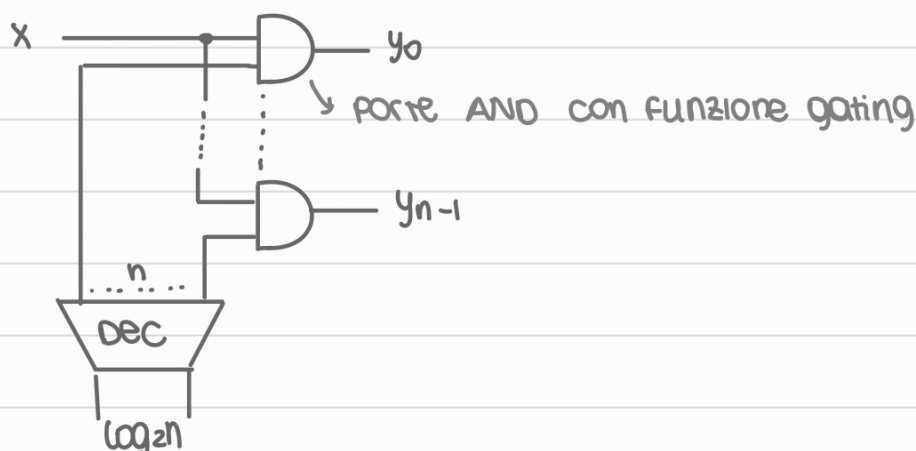 x
y0
porte AND con funzione gating
yn-1
n
Dec
log2n